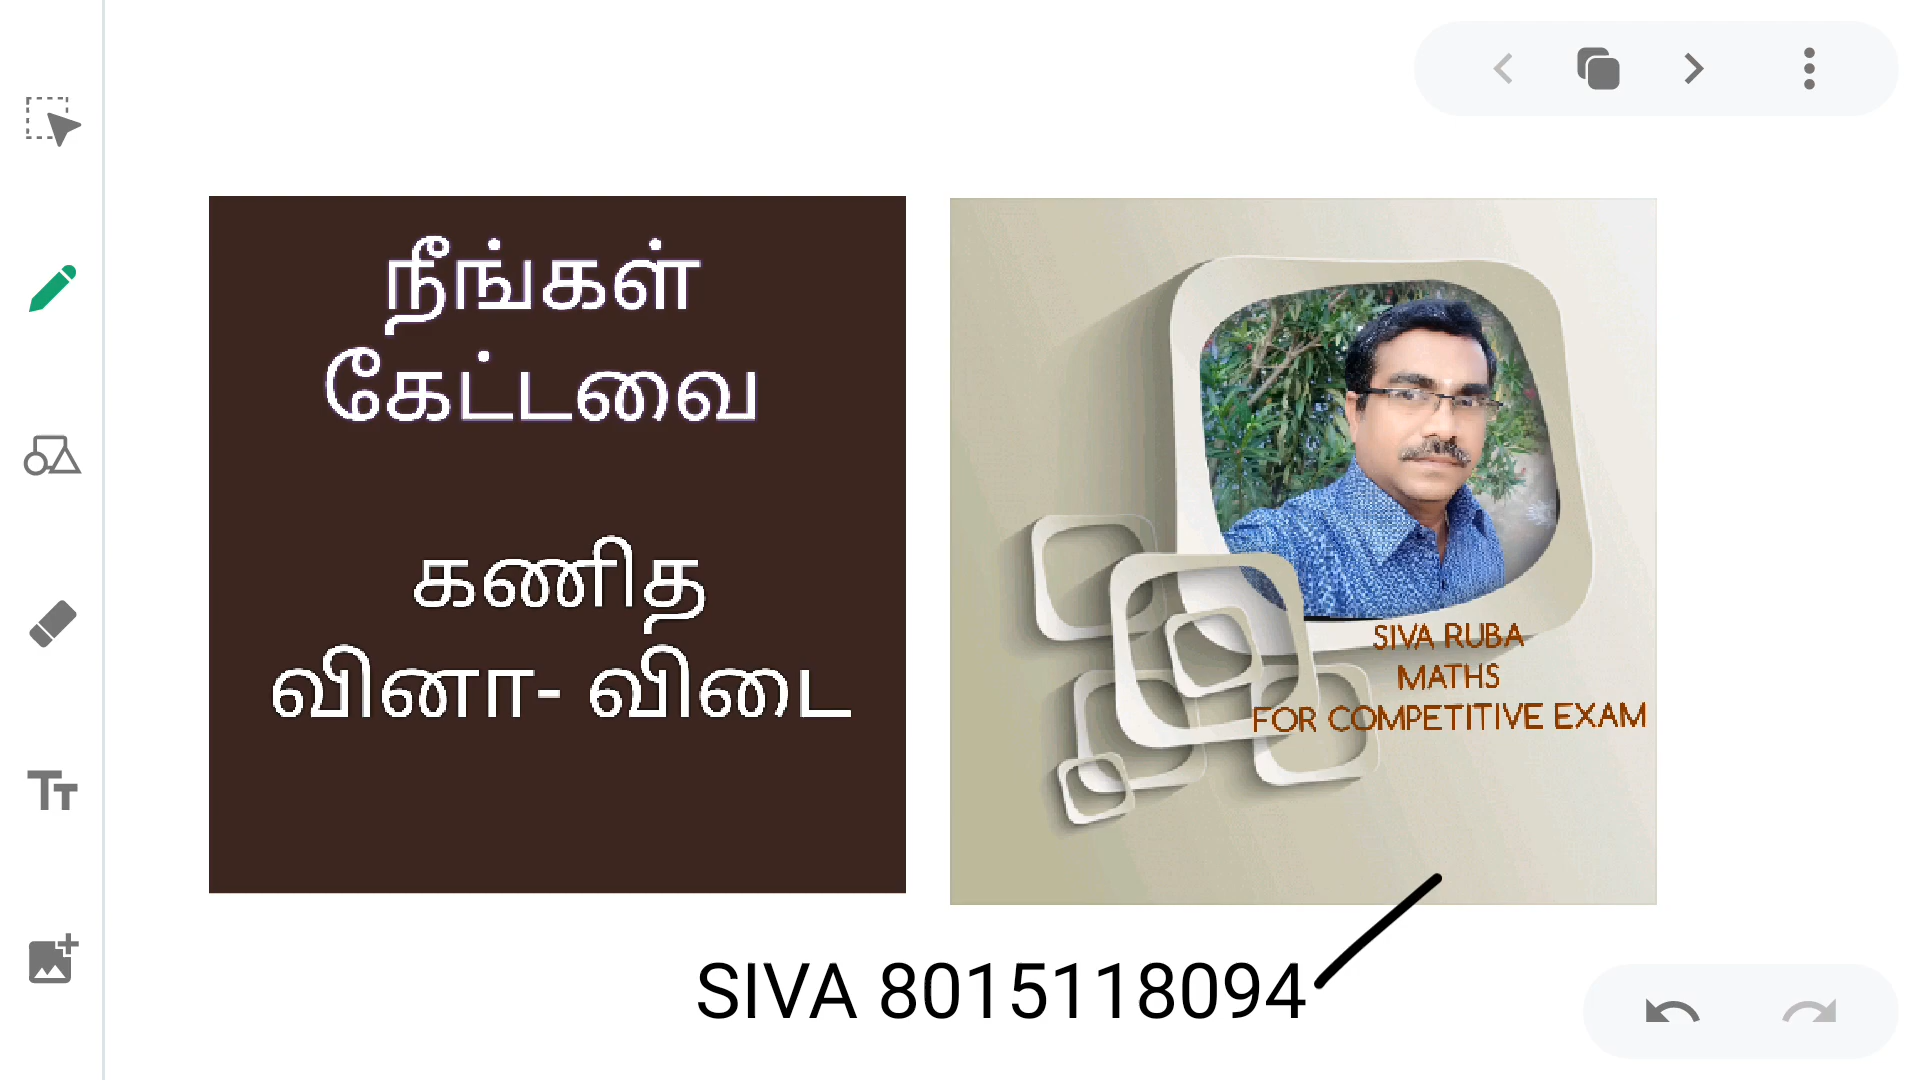 நீங்கள்
கேட்டவை
கணித
வினா- விடை
SIVA RUBA
MATHS
FOR COMPETITIVE EXAM
SIVA 8015118094